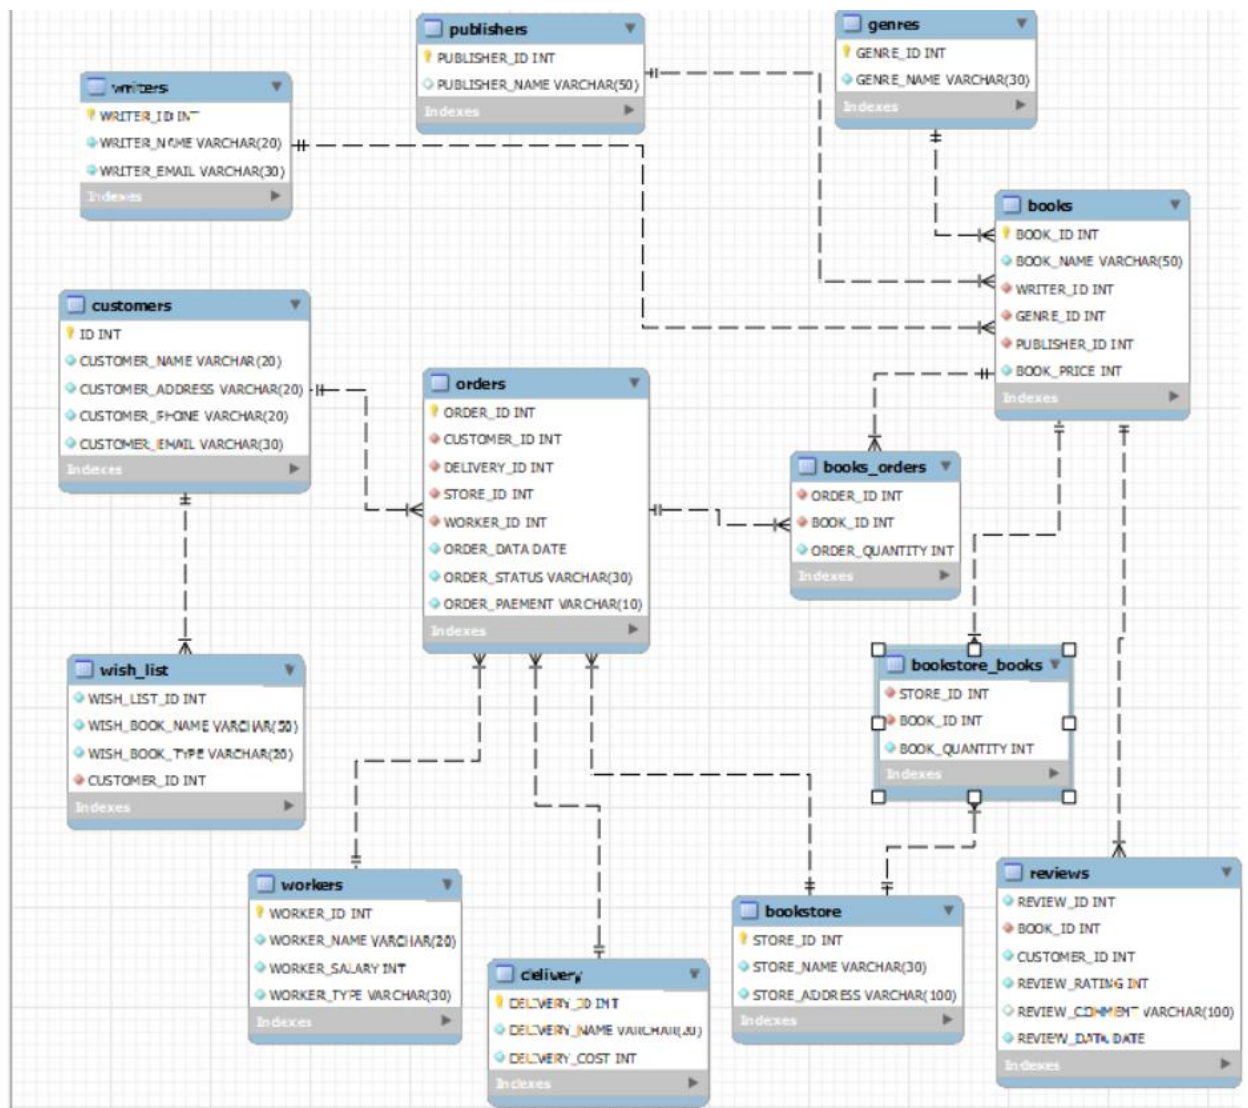 publishers
PUBLISHER_ID INT
PUBLISHER_NAME VARCHAR(50)
Indexes
genres
GENRE_ID INT
GENRE_NAME VARCHAR(30)
Indexes
writers
WRITER_ID INT
WRITER_NAME VARCHAR(20)
WRITER_EMAIL VARCHAR(30)
Indexes
books
BOOK_ID INT
BOOK_NAME VARCHAR(50)
WRITER_ID INT
GENRE_ID INT
PUBLISHER_ID INT
BOOK_PRICE INT
Indexes
customers
ID INT
CUSTOMER_NAME VARCHAR(20)
CUSTOMER_ADDRESS VARCHAR(20)
CUSTOMER_PHONE VARCHAR(20)
CUSTOMER_EMAIL VARCHAR(30)
Indexes
orders
ORDER_ID INT
CUSTOMER_ID INT
DELIVERY_ID INT
STORE_ID INT
WORKER_ID INT
ORDER_DATA DATE
ORDER_STATUS VARCHAR(30)
ORDER_PAEMENT VARCHAR(10)
Indexes
books_orders
ORDER_ID INT
BOOK_ID INT
ORDER_QUANTITY INT
Indexes
wish_list
WISH_LIST_ID INT
WISH_BOOK_NAME VARCHAR(50)
WISH_BOOK_TYPE VARCHAR(20)
CUSTOMER_ID INT
Indexes
bookstore_books
STORE_ID INT
BOOK_ID INT
BOOK_QUANTITY INT
Indexes
workers
WORKER_ID INT
WORKER_NAME VARCHAR(20)
WORKER_SALARY INT
WORKER_TYPE VARCHAR(30)
Indexes
delivery
DELIVERY_ID INT
DELIVERY_NAME VARCHAR(20)
DELIVERY_COST INT
Indexes
bookstore
STORE_ID INT
STORE_NAME VARCHAR(30)
STORE_ADDRESS VARCHAR(100)
Indexes
reviews
REVIEW_ID INT
BOOK_ID INT
CUSTOMER_ID INT
REVIEW_RATING INT
REVIEW_COMMENT VARCHAR(100)
REVIEW_DATA DATE
Indexes